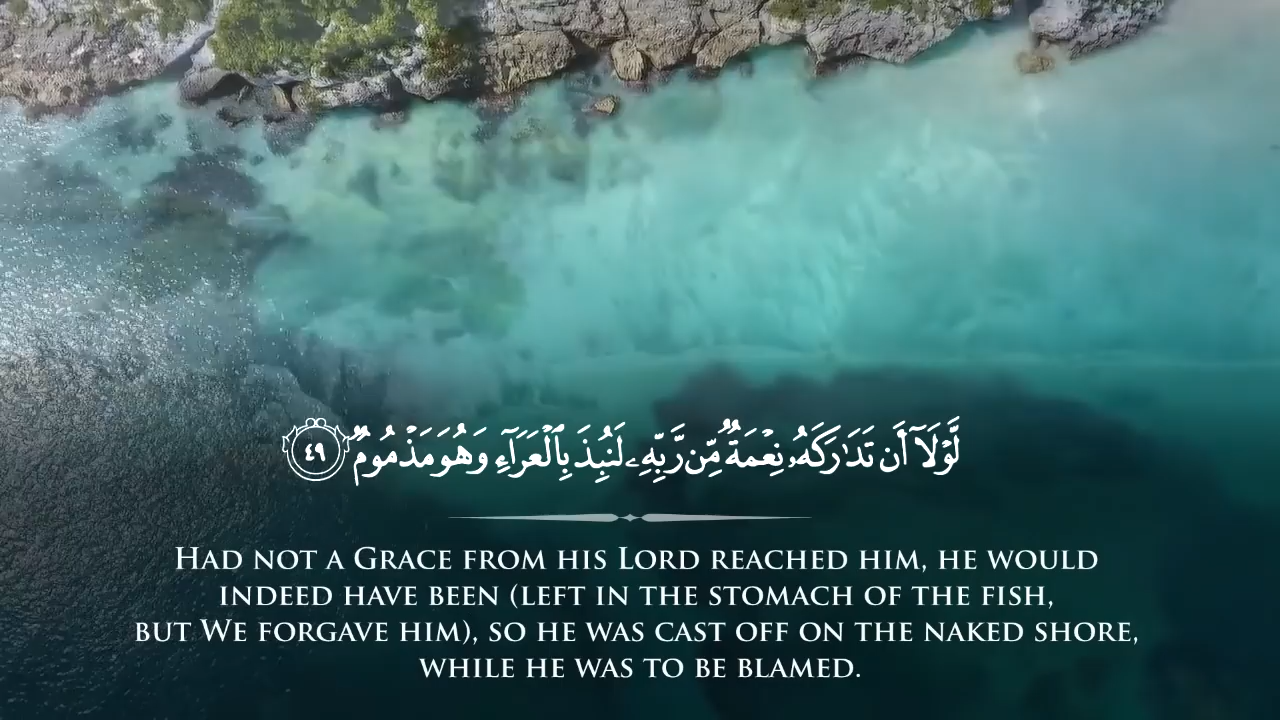 لَّوۡلَآ أَن تَدَٰرَكَهُۥ نِعۡمَةٌ مِّن رَّبِّهِۦ لَنُبِذَ بِٱلۡعَرَآءِ وَهُوَ مَذۡمُومٌ ٤٩
Had not a Grace from his Lord reached him, he would
indeed have been (left in the stomach of the fish,
but We forgave him), so he was cast off on the naked shore,
while he was to be blamed.